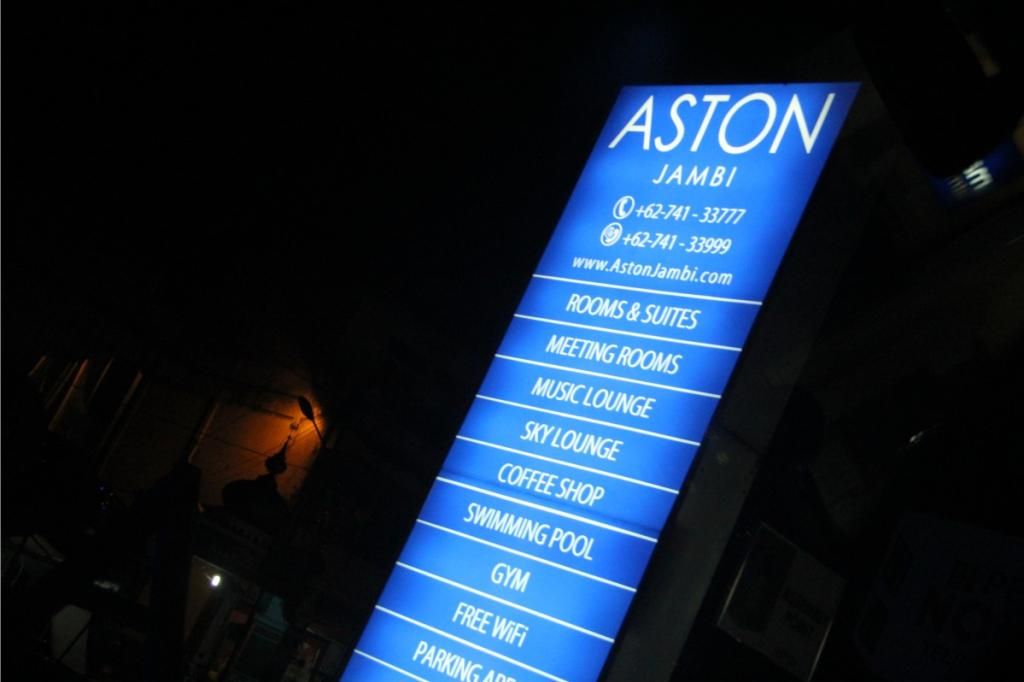 ASTON
JAMBI
+62-741 - 33777
+62-741 - 33999
www.AstonJambi.com
ROOMS & SUITES
MEETING ROOMS
MUSIC LOUNGE
SKY LOUNGE
COFFEE SHOP
SWIMMING POOL
GYM
FREE WiFi
PARKING